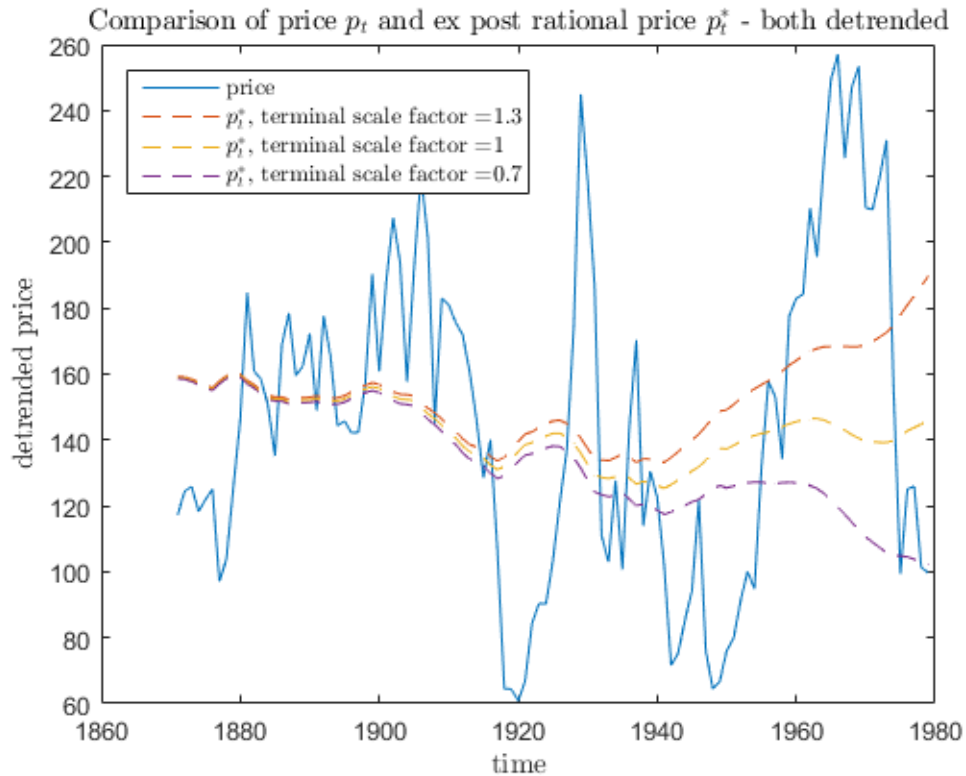 Comparison of price p_t and ex post rational price p_t^* - both detrended
price
p_t^*, terminal scale factor =1.3
p_t^*, terminal scale factor =1
p_t^*, terminal scale factor =0.7
detrended price
260
240
220
200
180
160
140
120
100
80
60
1860
1880
1900
1920
1940
1960
1980
time